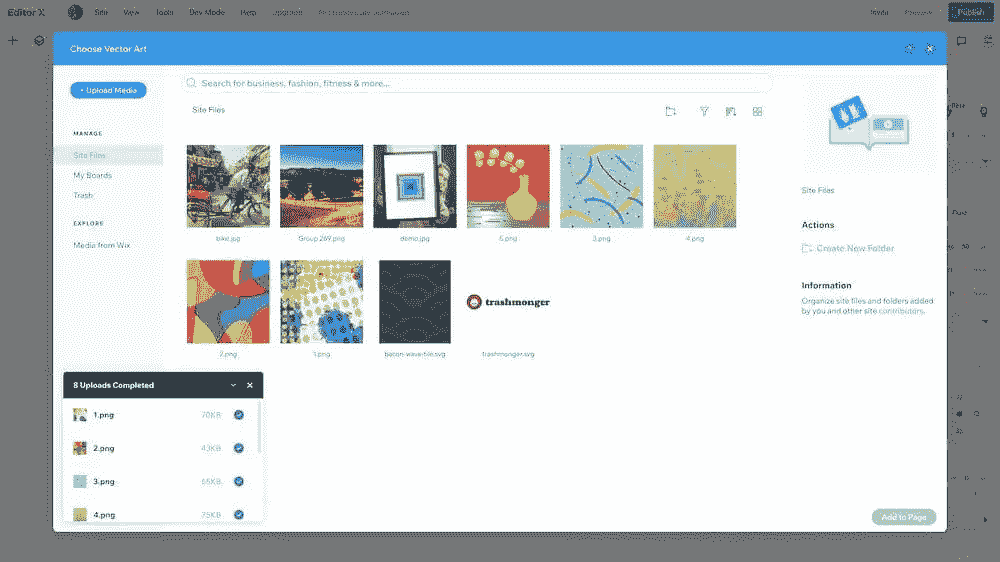 Editor X
Site
View
Tools
Dev Mode
Help
Upgrade
Invite
Preview
Publish
Choose Vector Art
+ Upload Media
Search for business, fashion, fitness & more...
Site Files
MANAGE
Site Files
My Boards
Trash
EXPLORE
Media from Wix
bike.jpg
Group 269.png
demo.jpg
3.png
4.png
2.png
1.png
trashmonger
bacon-wave-tile.svg
trashmonger.svg
Site Files
Actions
Create New Folder
Information
Organize site files and folders added
by you and other site contributors.
8 Uploads Completed
1.png
70KB
2.png
43KB
3.png
4.png
75KB
Add to Page